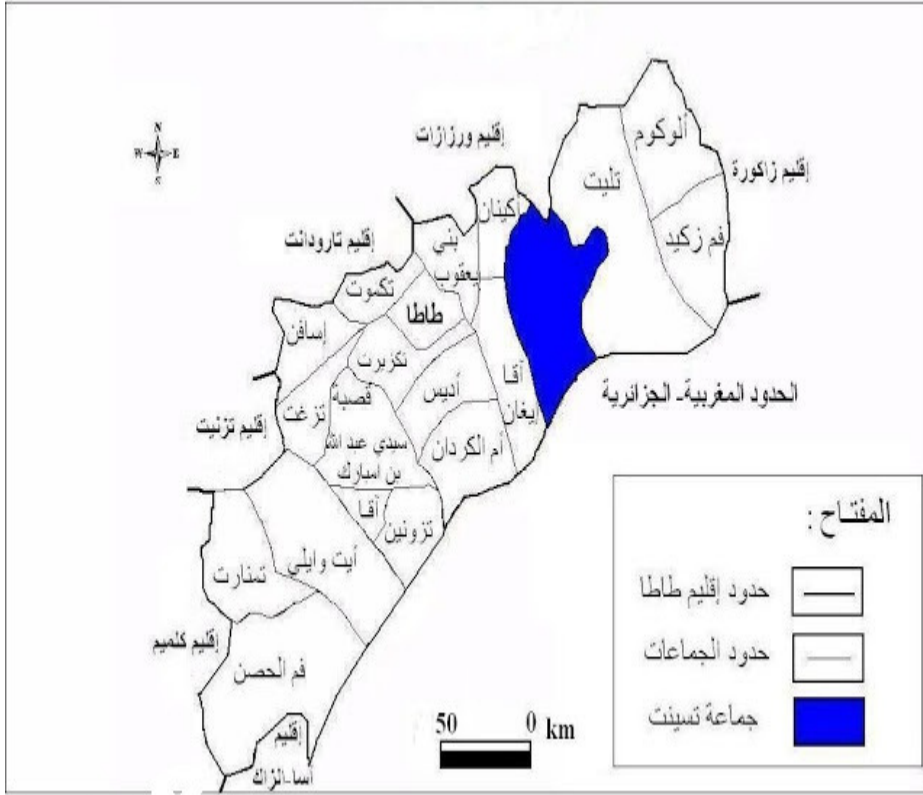 N
W E
S
ألوكوم
إقليم ورزازات
إقليم زاكورة
تليت
أكينان
فم زكيد
بني
يعقوب
إقليم تارودانت
تكموت
طاطا
إسافن
تكزيرت
آقا
إيغان
أديس
قصبة
سيدي عبد الله
بن امبارك
تزغت
الحدود المغربية- الجزائرية
إقليم تزنيت
أم الكردان
آقا
تزونين
أيت وايلي
تمنارت
إقليم كلميم
فم الحصن
إقليم
أسا-الزاك
50 0 km
المفتاح :
حدود إقليم طاطا
حدود الجماعات
جماعة تسينت